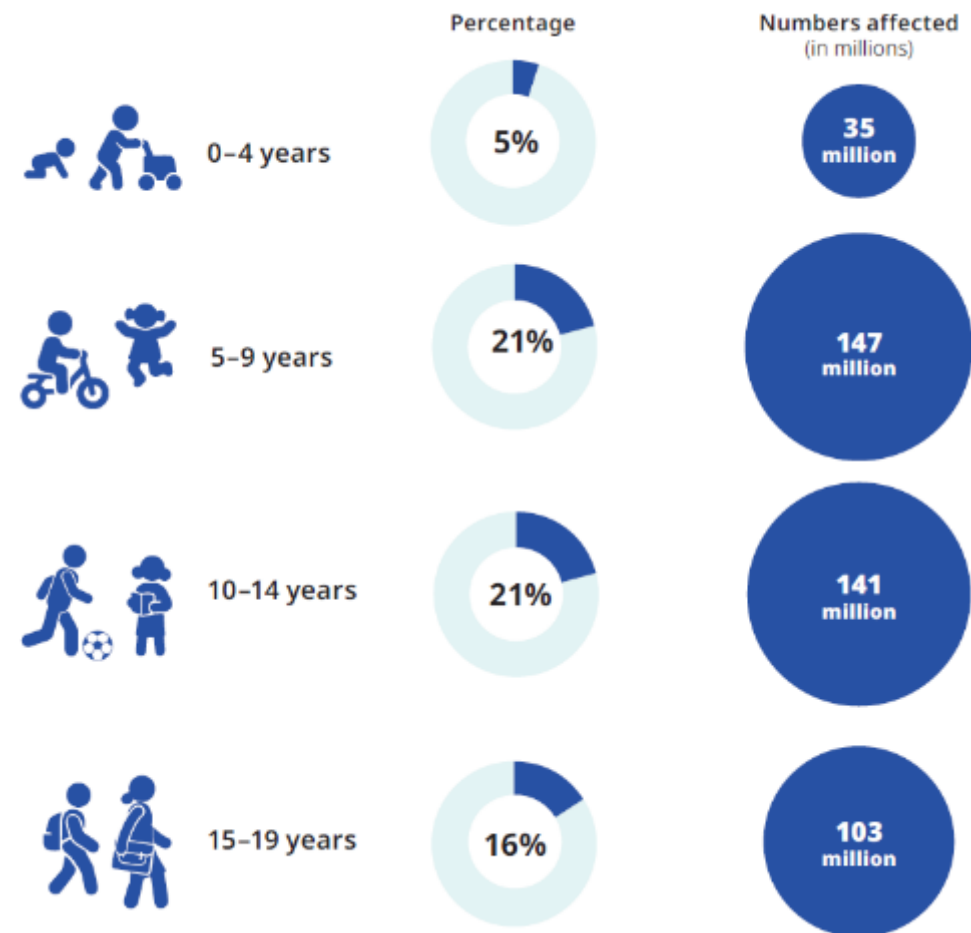 Percentage
Numbers affected
(in millions)
0–4 years
5%
35
million
5–9 years
21%
147
million
10–14 years
21%
141
million
15–19 years
16%
103
million